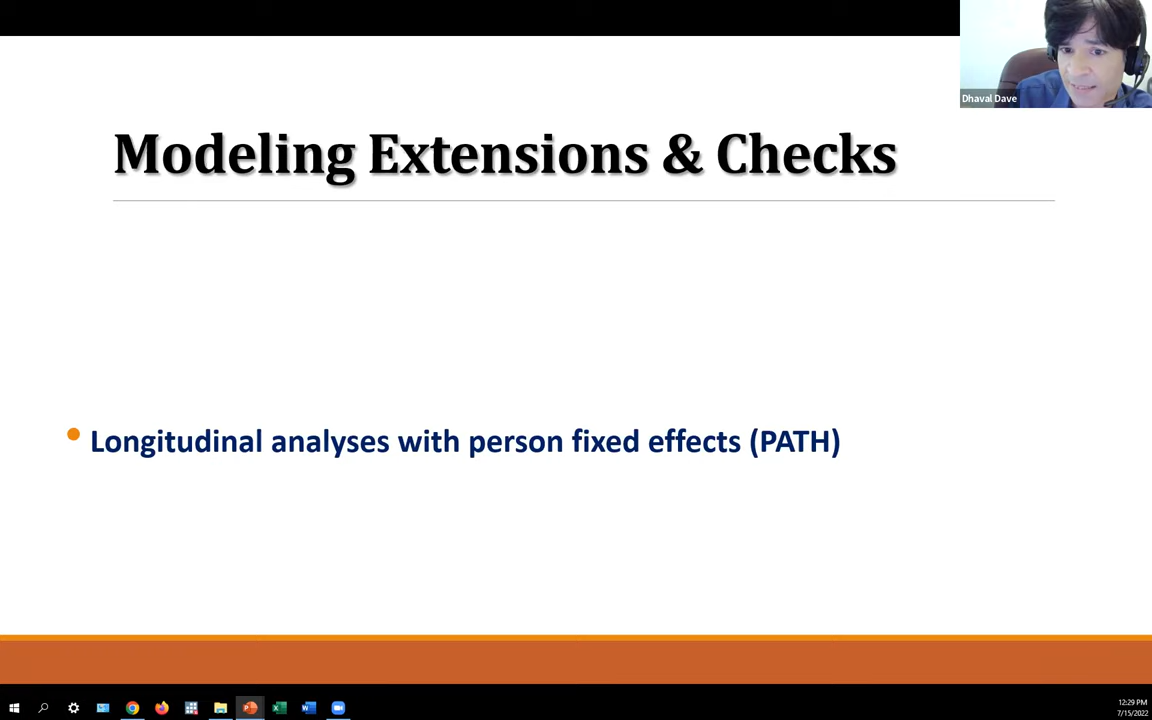 Dhaval Dave
Modeling Extensions & Checks
• Longitudinal analyses with person fixed effects (PATH)
12:29 PM
7/15/2022